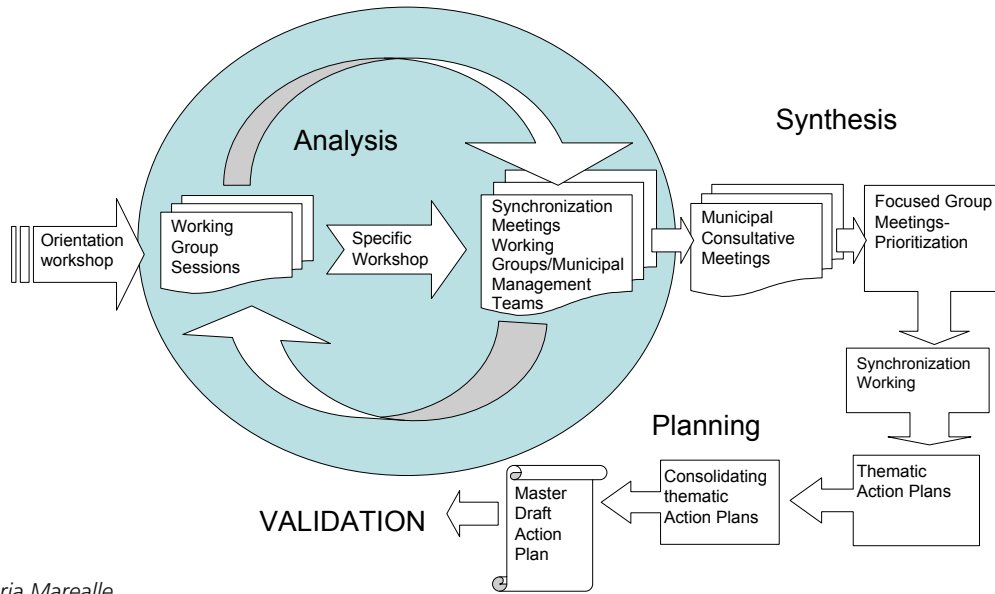 Analysis
Synthesis
Orientation
workshop
Working
Group
Sessions
Specific
Workshop
Synchronization
Meetings
Working
Groups/Municipal
Management
Teams
Municipal
Consultative
Meetings
Focused Group
Meetings-
Prioritization
Synchronization
Working
Thematic
Action Plans
Planning
Consolidating
thematic
Action Plans
Master
Draft
Action
Plan
VALIDATION
Marealle